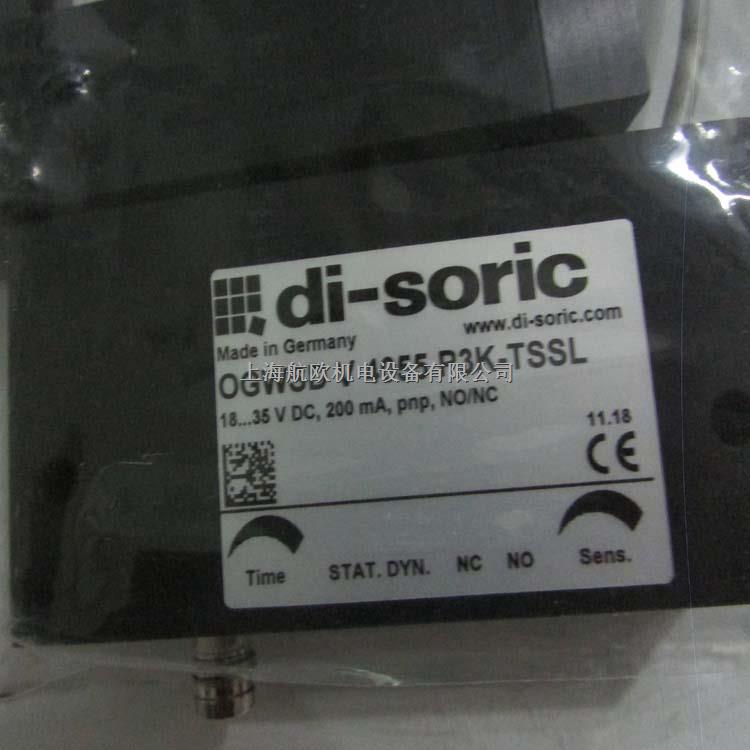 di-soric
www.di-soric.com
Made in Germany
上海航欧机电设备有限公司
18...35 V DC, 200 mA, pnp, NO/NC
11.18
CE
Time
STAT. DYN. NC NO
Sens.